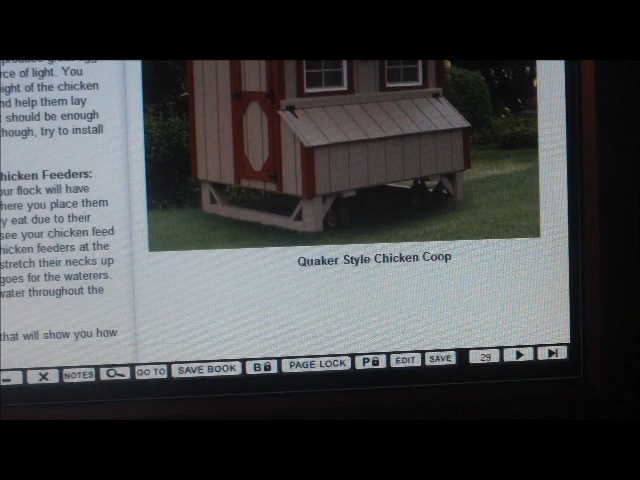 rce of light. You
ight of the chicken
nd help them lay
should be enough
though, try to install
hicken Feeders:
our flock will have
here you place them
y eat due to their
see your chicken feed
hicken feeders at the
stretch their necks up
goes for the waterers.
water throughout the
that will show you how
Quaker Style Chicken Coop
NOTES GO TO SAVE BOOK B PAGE LOCK P EDIT SAVE 29